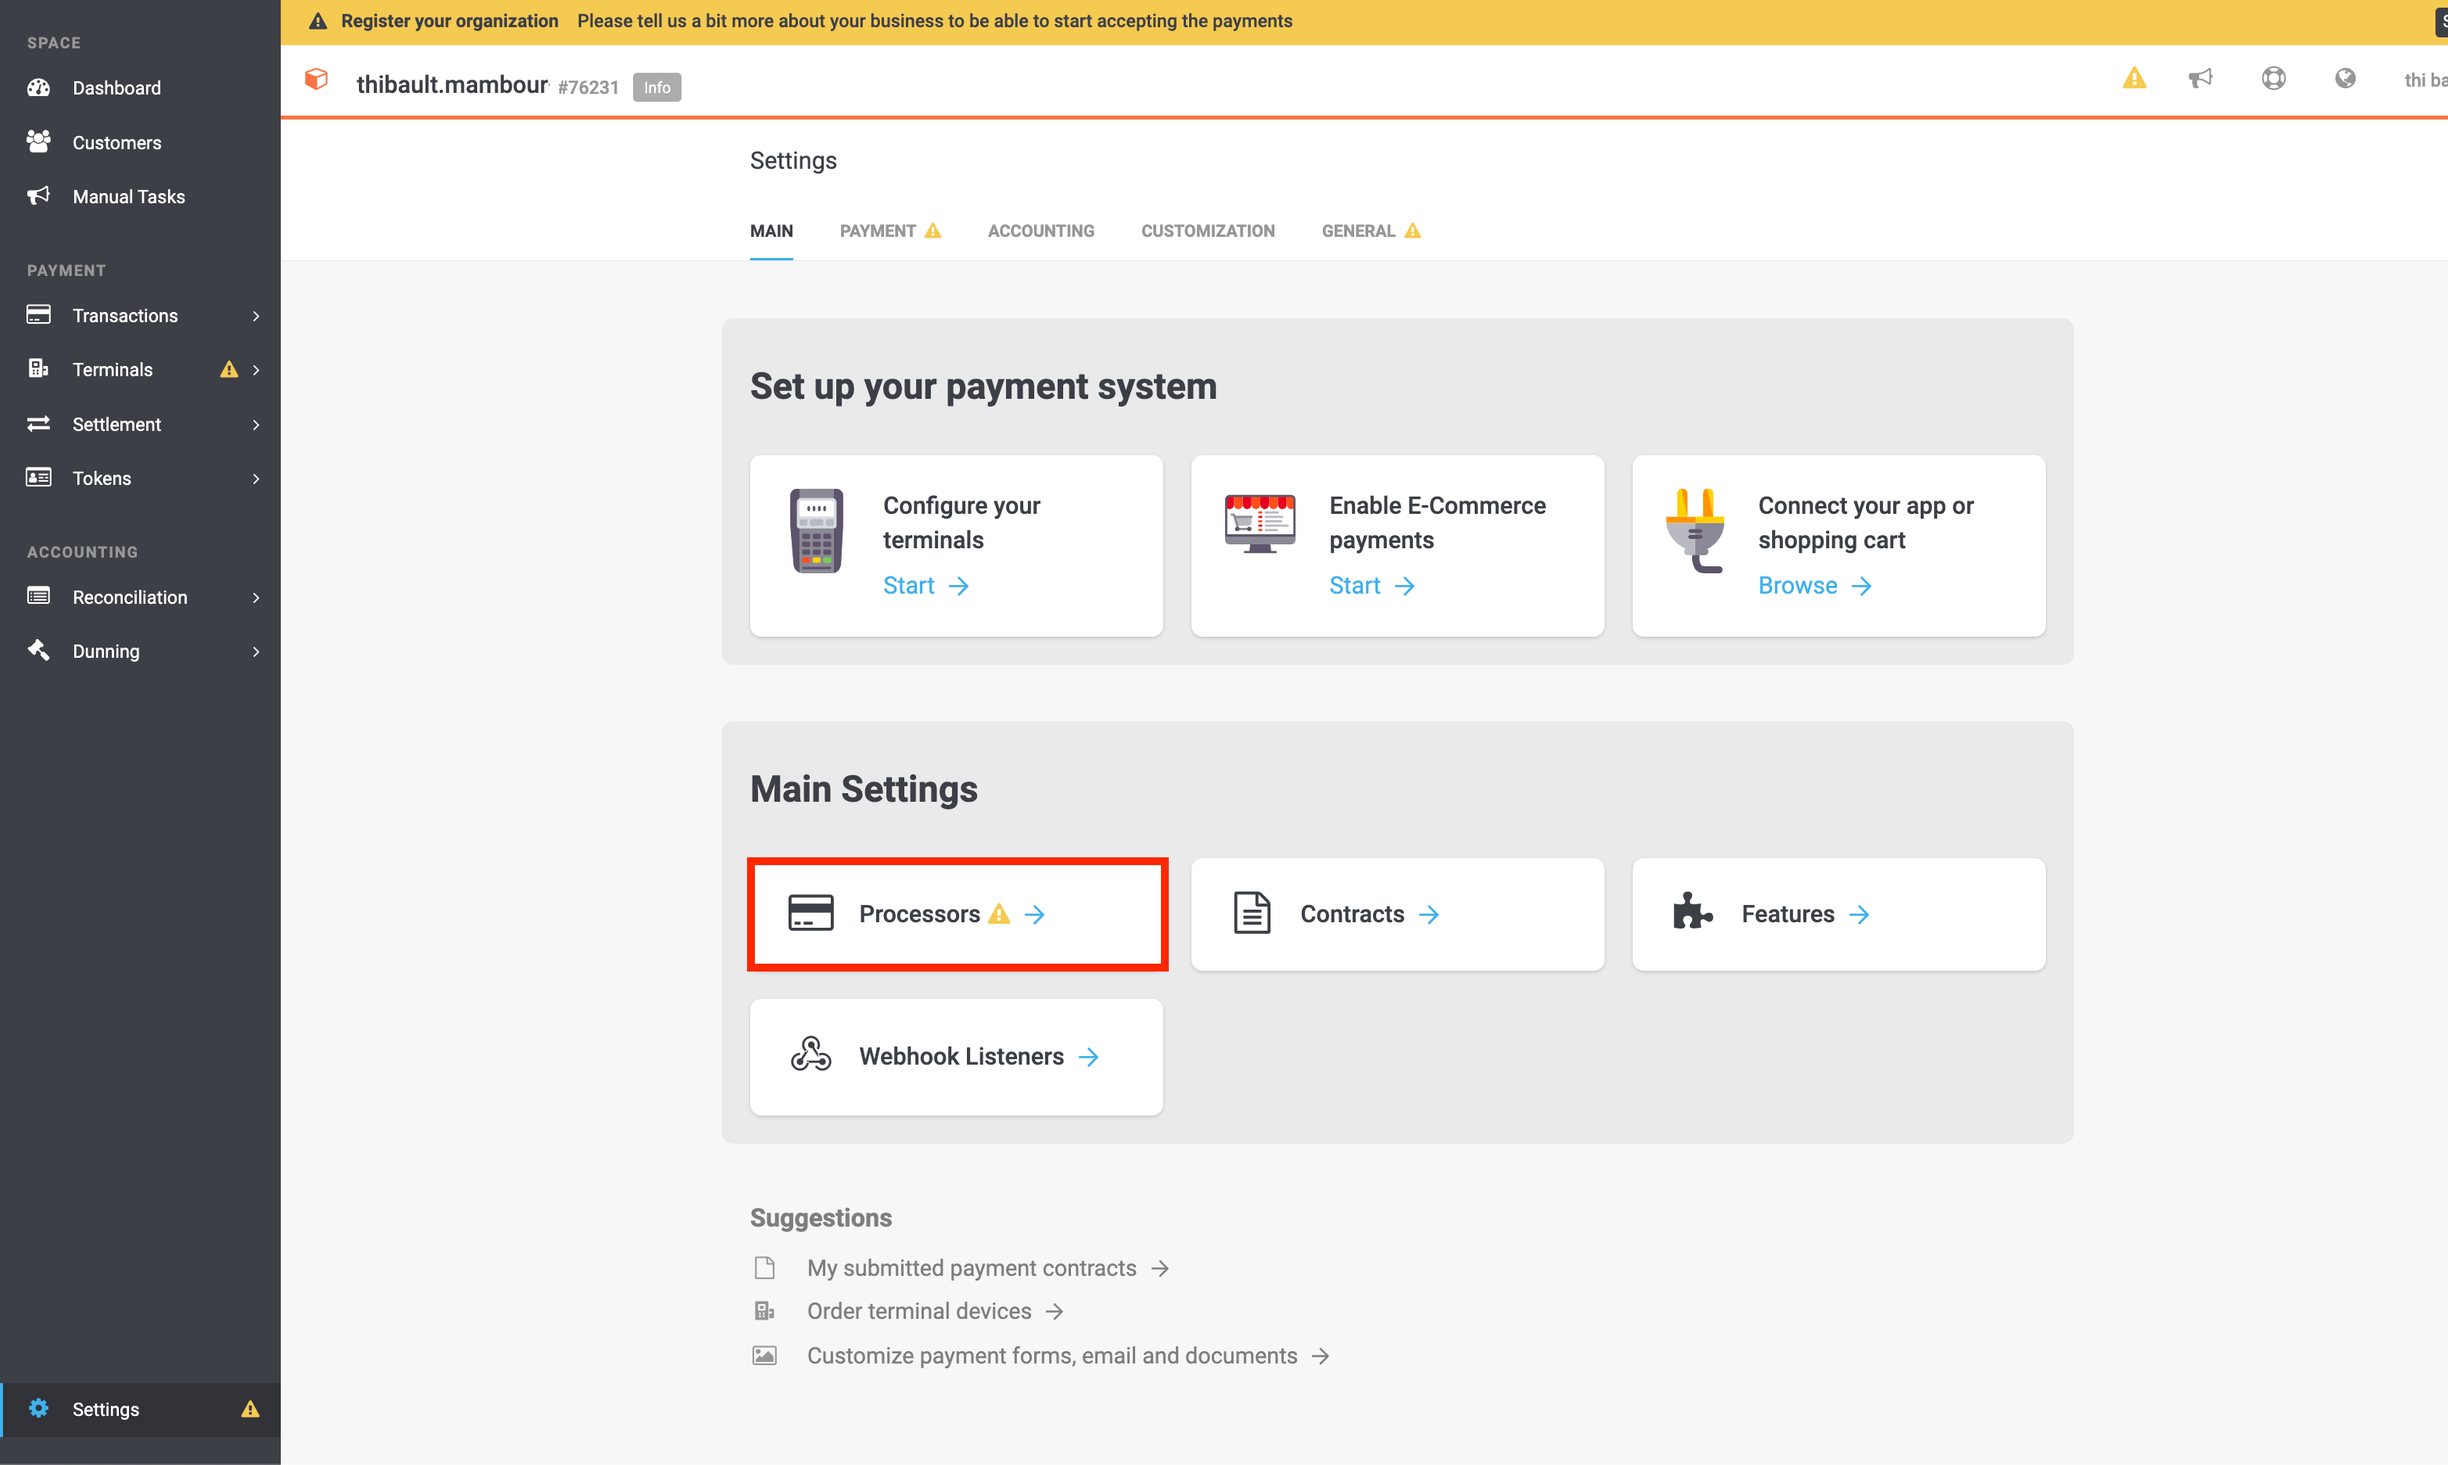 Register your organization Please tell us a bit more about your business to be able to start accepting the payments
SPACE
Dashboard
Customers
Manual Tasks
PAYMENT
Transactions
Terminals
Settlement
Tokens
ACCOUNTING
Reconciliation
Dunning
Settings
thibault.mambour #76231 Info
thi ba
Settings
MAIN PAYMENT ACCOUNTING CUSTOMIZATION GENERAL
Set up your payment system
Configure your
terminals
Start
Enable E-Commerce
payments
Start
Connect your app or
shopping cart
Browse
Main Settings
Processors
Contracts
Features
Webhook Listeners
Suggestions
My submitted payment contracts
Order terminal devices
Customize payment forms, email and documents